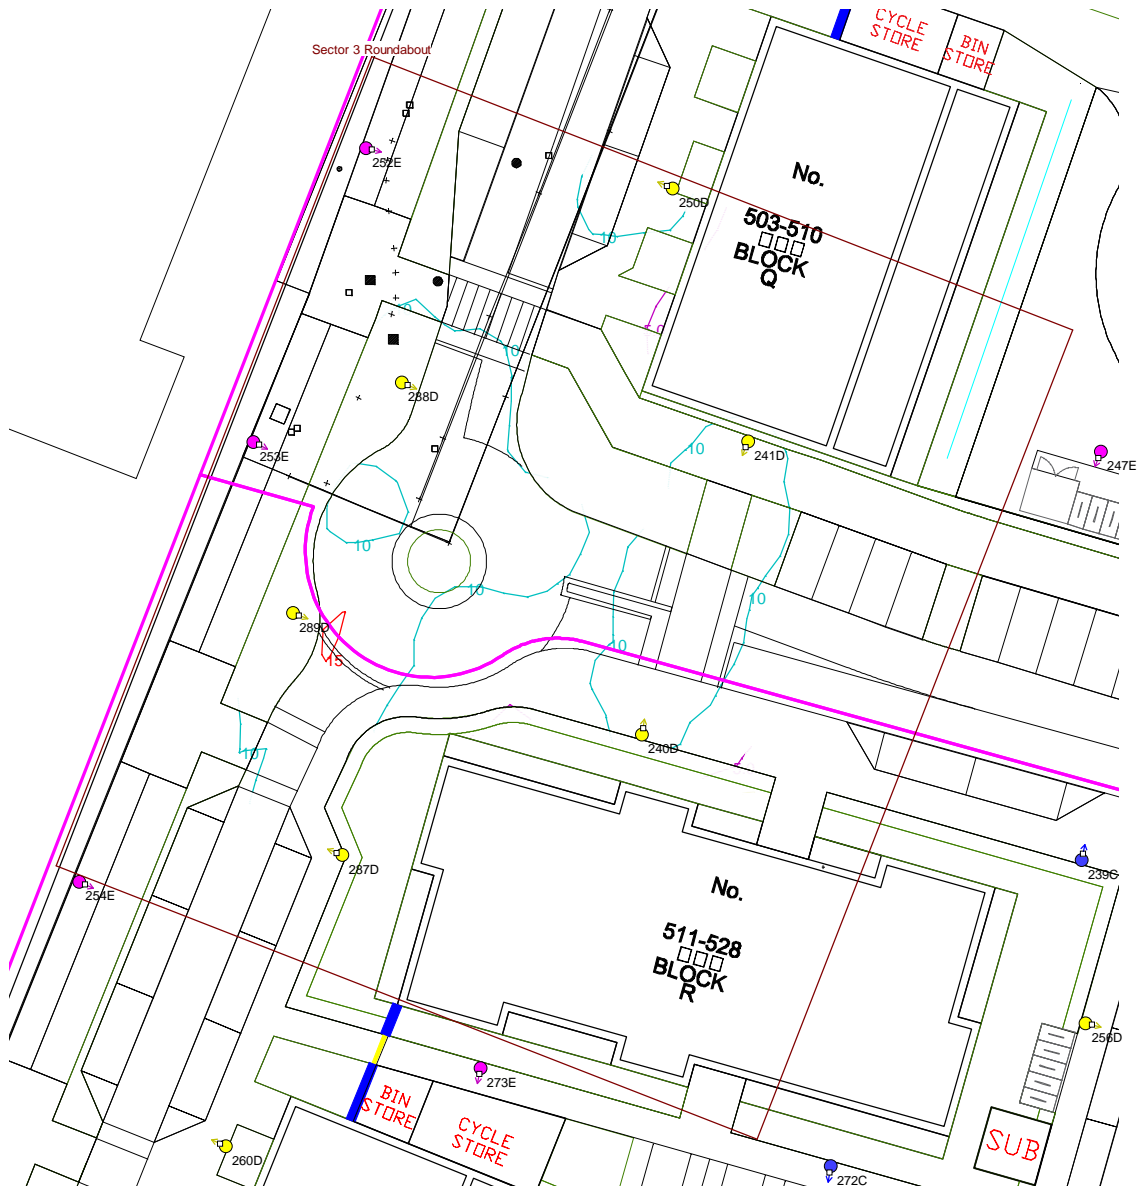 CYCLE
STORE
BIN
STORE
Sector 3 Roundabout
252E
No.
250D
503-510
BLOCK
Q
10
10
10
288D
10
241D
253E
247E
10
10
10
289D
10
15
10
240D
287D
239C
254E
No.
511-528
BLOCK
R
256D
273E
BIN
STORE
CYCLE
STORE
SUB
260D
272C